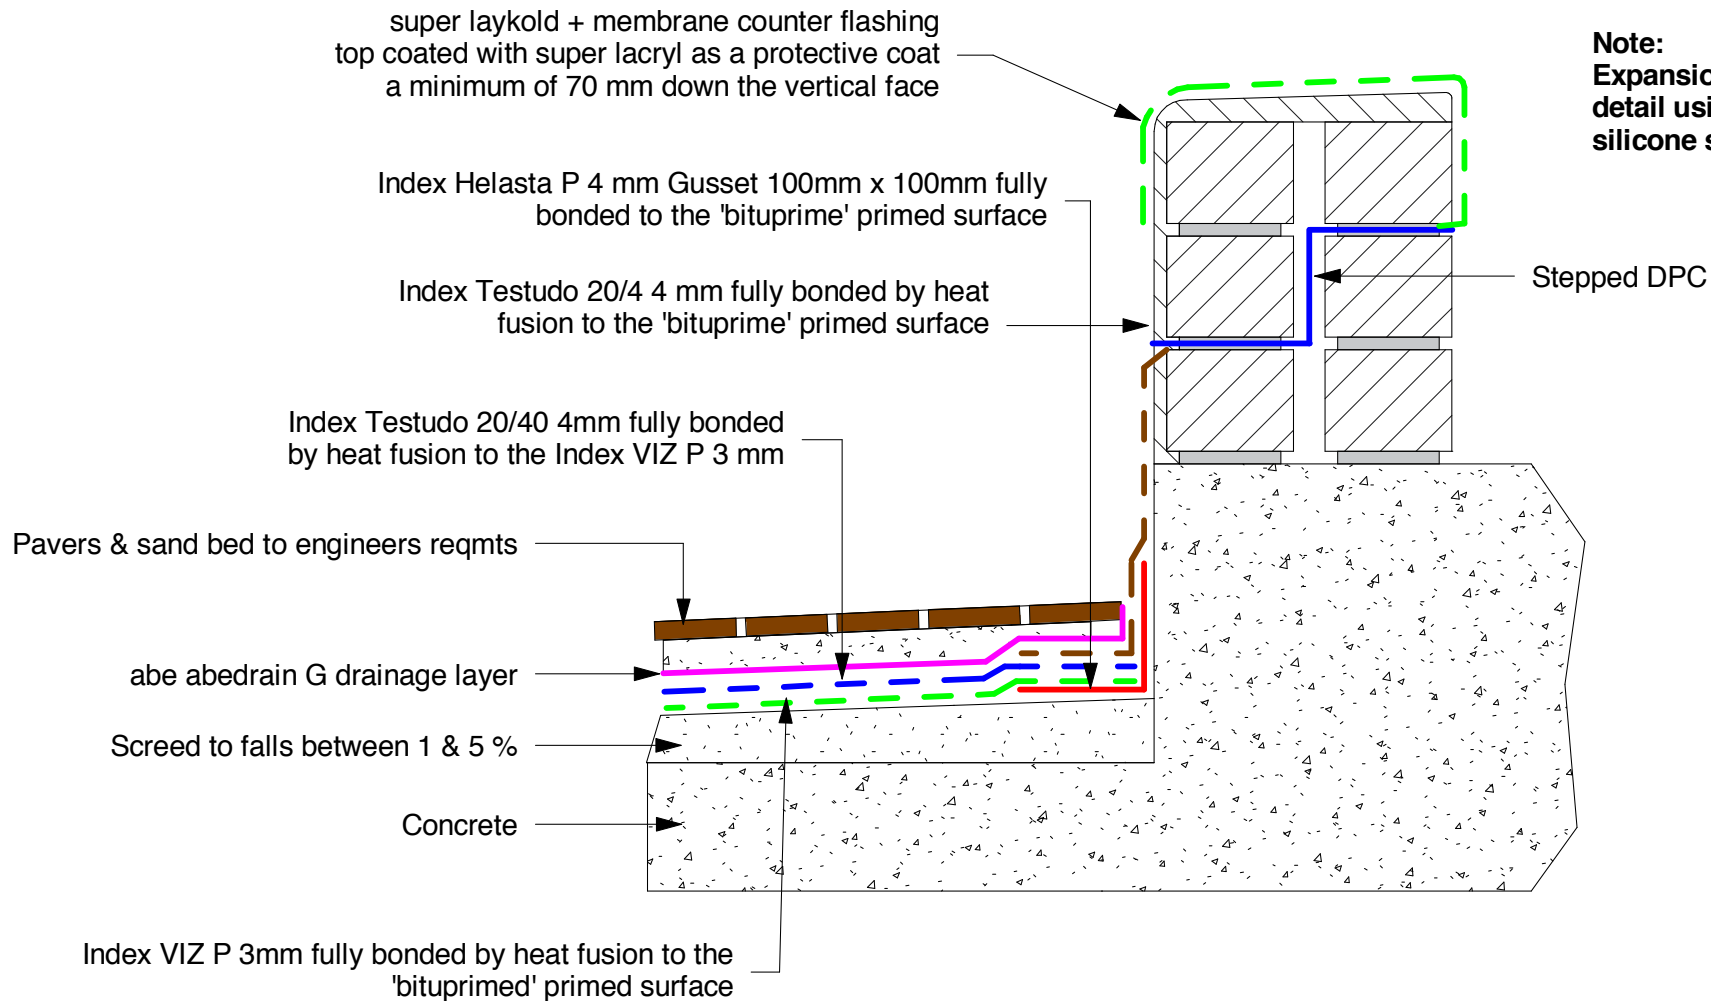 super laykold + membrane counter flashing
top coated with super lacryl as a protective coat
a minimum of 70 mm down the vertical face
Note:
detail
silicone
Index Helasta P 4 mm Gusset 100mm x 100mm fully
bonded to the 'bituprime' primed surface
Index Testudo 20/4 4 mm fully bonded by heat
fusion to the 'bituprime' primed surface
Stepped DPC
Index Testudo 20/40 4mm fully bonded
by heat fusion to the Index VIZ P 3 mm
Pavers & sand bed to engineers reqmts
abe abedrain G drainage layer
Screed to falls between 1 & 5 %
Concrete
Index VIZ P 3mm fully bonded by heat fusion to the
'bituprimed' primed surface